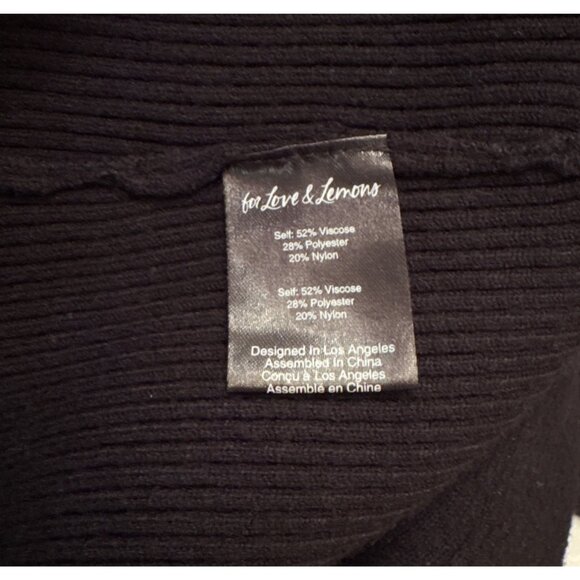 for Love & Lemons
Self: 52% Viscose
28% Polyester
20% Nylon
Self: 52% Viscose
28% Polyester
20% Nylon
Designed In Los Angeles
Assembled In China
Conçu à Los Angeles
Assemblé en Chine